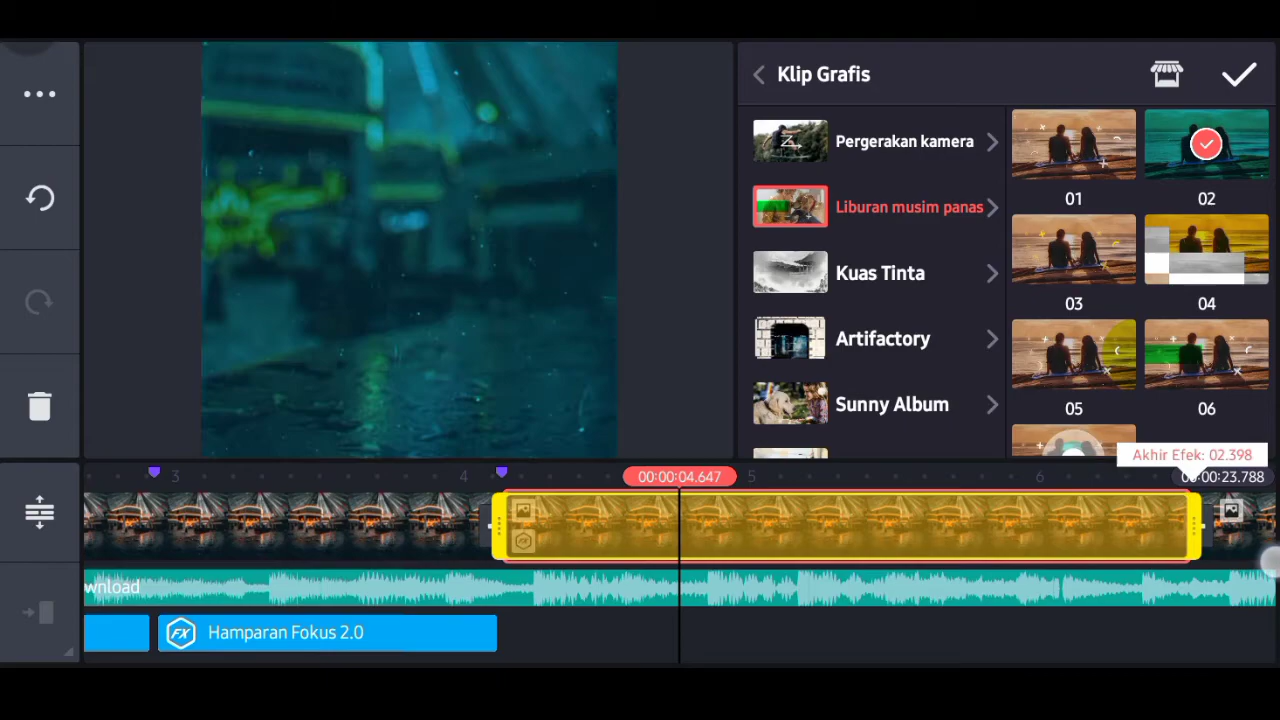 Klip Grafis
Pergerakan kamera
Liburan musim panas
Kuas Tinta
Artifactory
Sunny Album
01
02
03
04
05
06
Akhir Efek: 02.398
3
4
00:00:04.647
5
6
00:00:23.788
wnload
FX
Hamparan Fokus 2.0